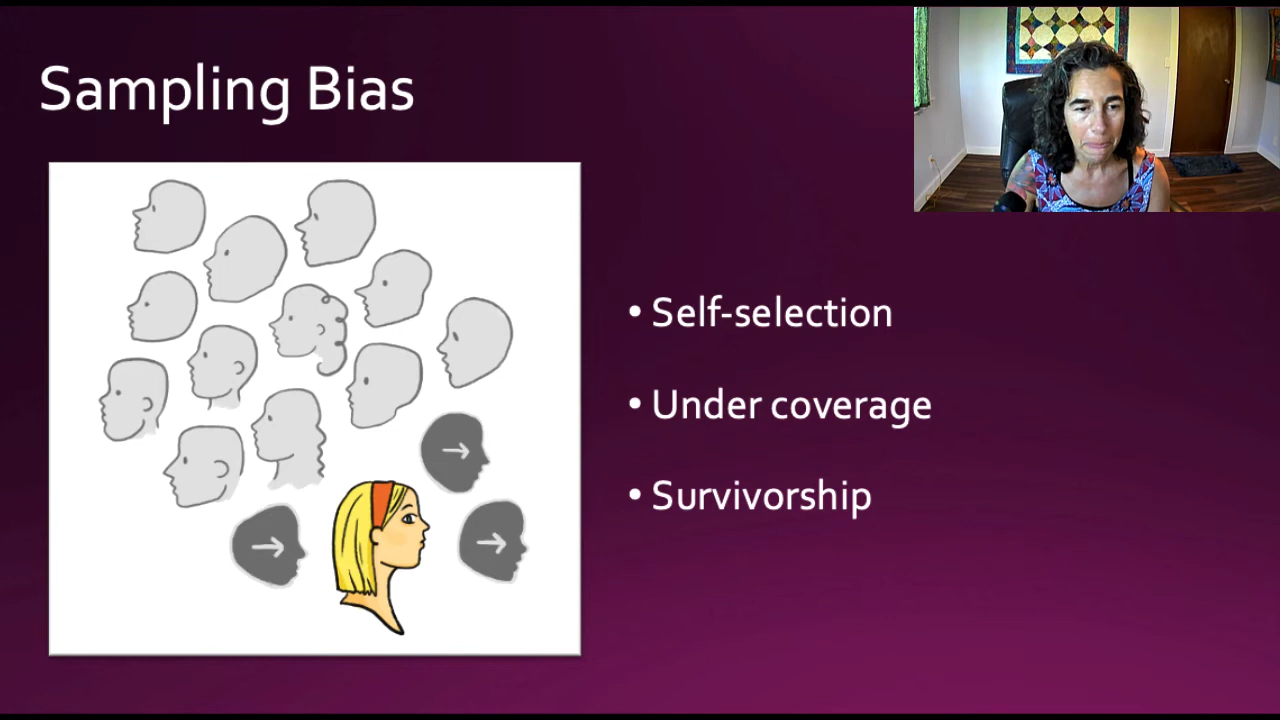 Sampling Bias
• Self-selection
• Under coverage
• Survivorship